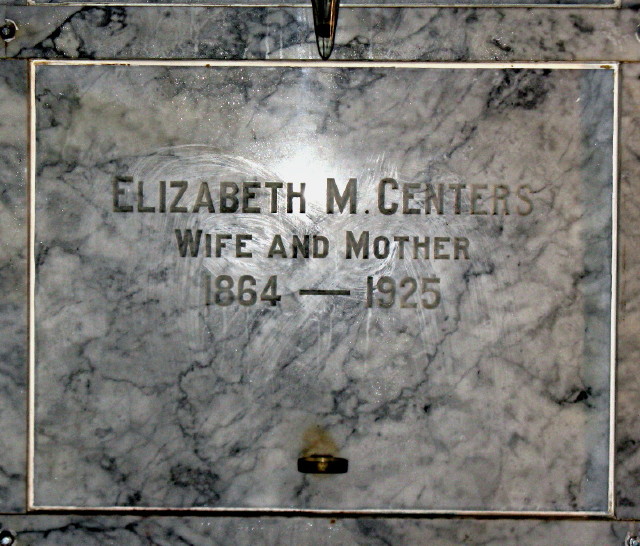 ELIZABETH M. CENTERS
WIFE AND MOTHER
1864 — 1925